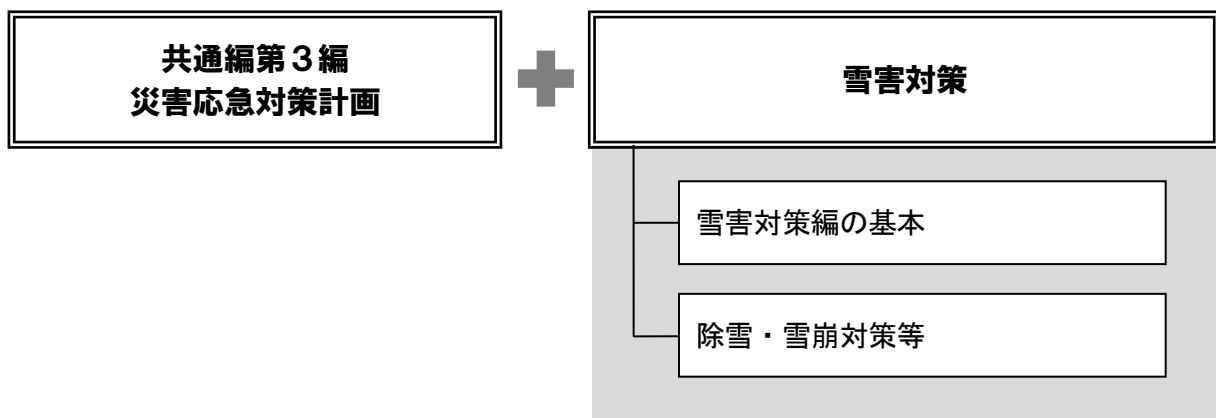 共通編第３編
災害応急対策計画
雪害対策
雪害対策編の基本
除雪・雪崩対策等